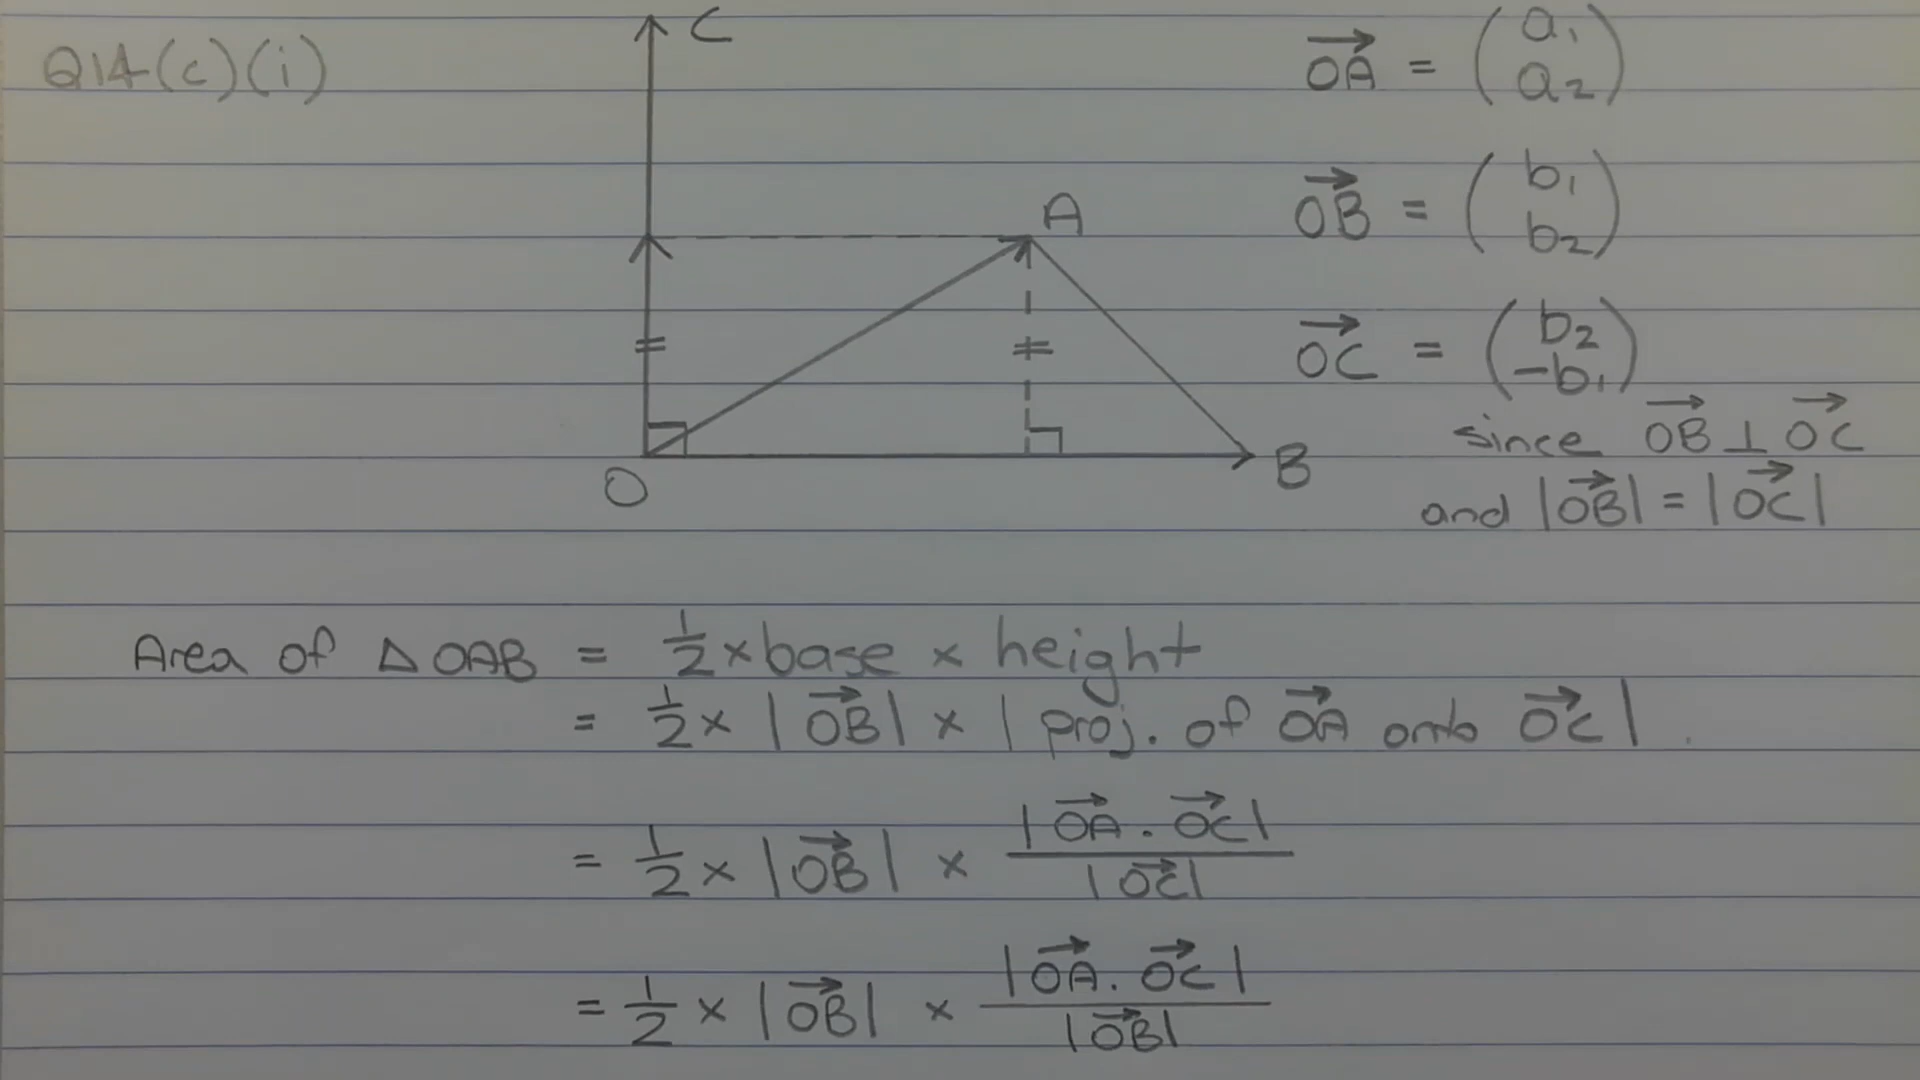 Q14(c)(i)
C
A
O
B
→OA = (a₁ a₂)
→OB = (b₁ b₂)
→OC = (b₂ -b₁)
since →OB ⊥ →OC
and |→OB| = |→OC|
Area of △OAB = 1/2 × base × height
= 1/2 × |→OB| × |proj. of →OA onto →OC|
= 1/2 × |→OB| × |→OA . →OC| / |→OC|
= 1/2 × |→OB| × |→OA . →OC| / |→OB|